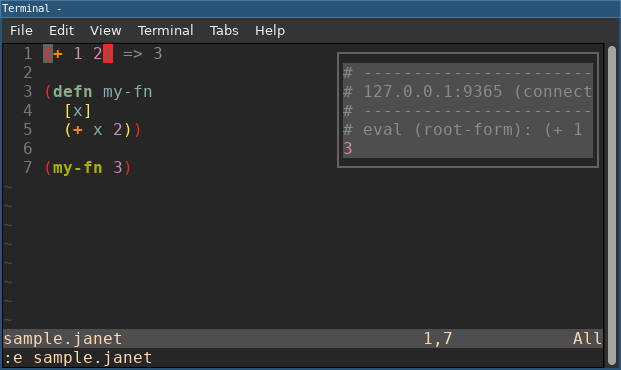 Terminal -
File Edit View Terminal Tabs Help
1 (+ 1 2) => 3
2
3 (defn my-fn
4   [x]
5   (+ x 2))
6
7 (my-fn 3)
~
~
~
~
~
~
~
~
# -----------------------
# 127.0.0.1:9365 (connect
# -----------------------
# eval (root-form): (+ 1
3
sample.janet 1,7 All
:e sample.janet